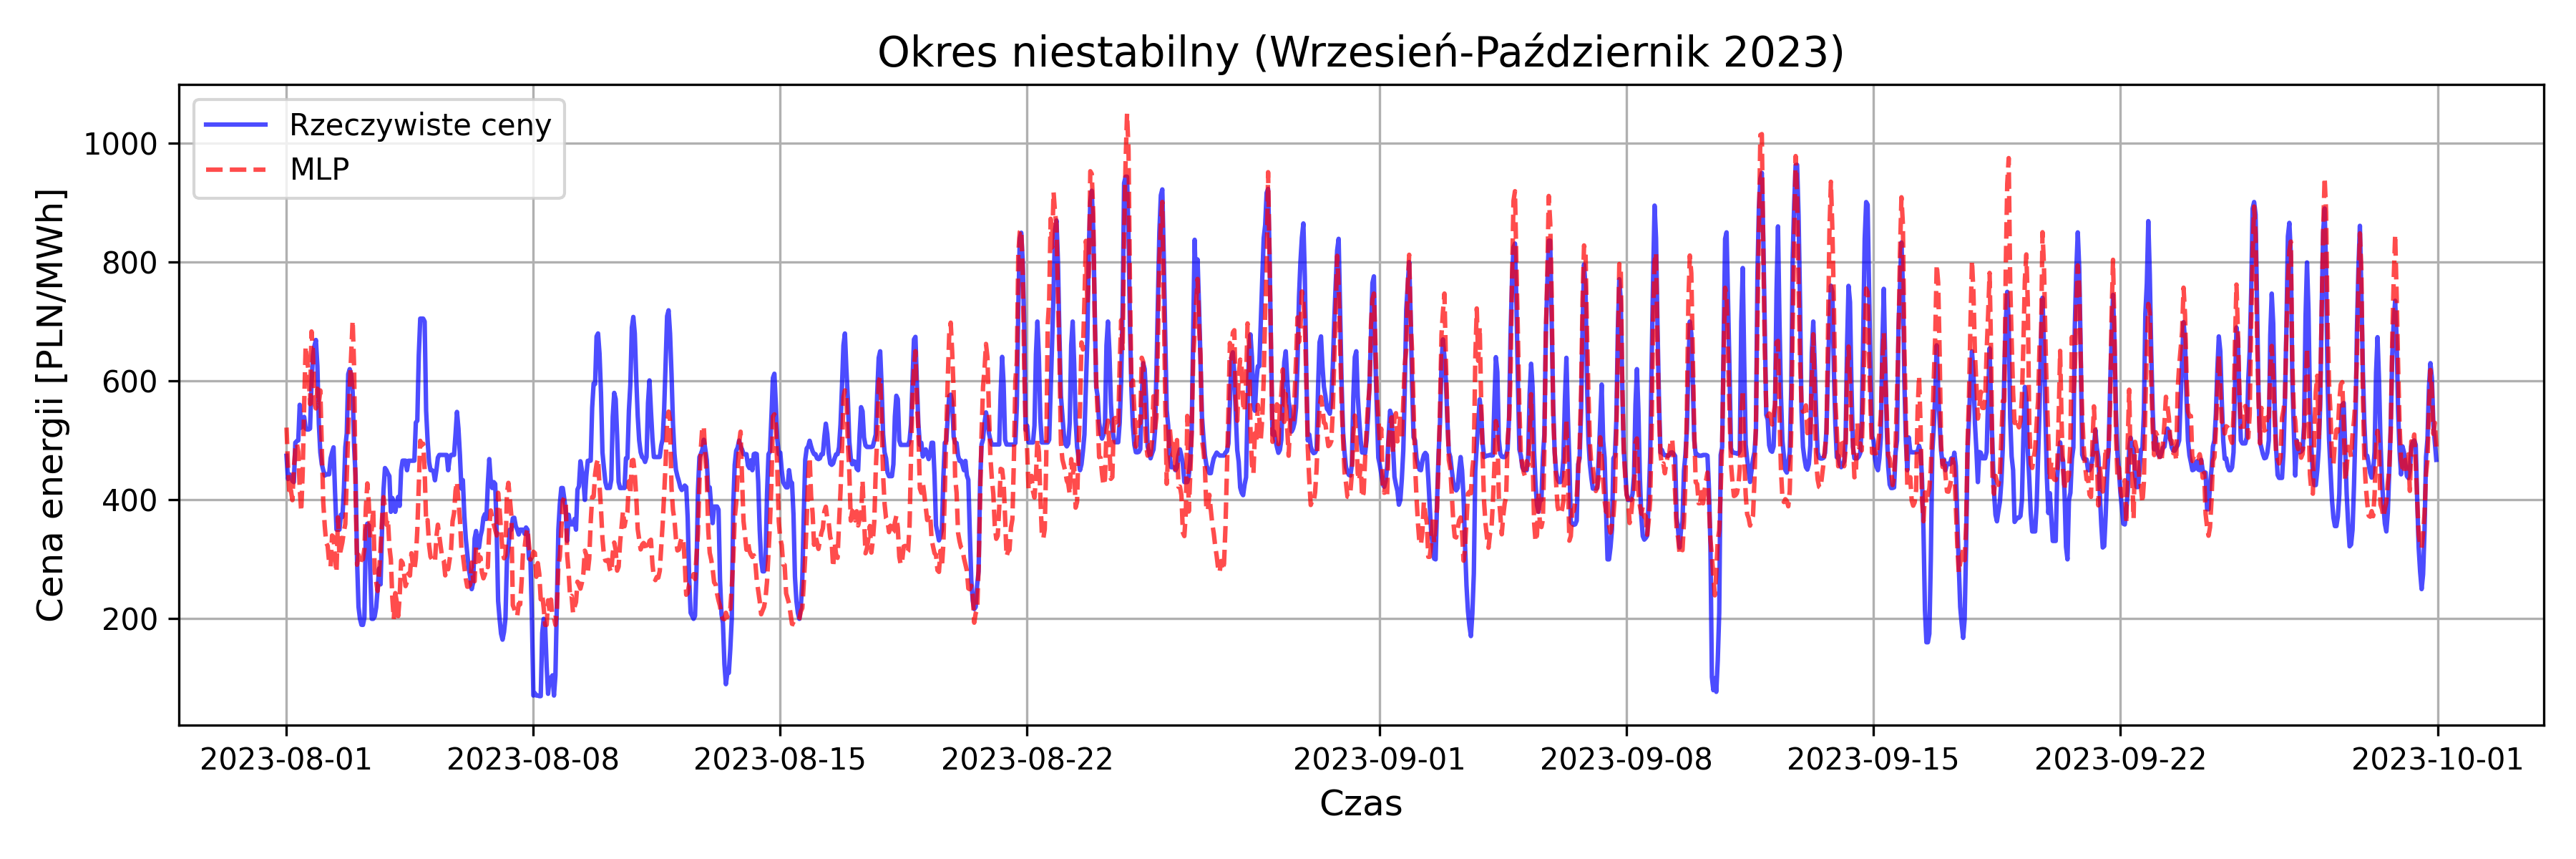 Okres niestabilny (Wrzesień-Październik 2023)
Rzeczywiste ceny
MLP
Cena energii [PLN/MWh]
1000
800
600
400
200
2023-08-01 2023-08-08 2023-08-15 2023-08-22 2023-09-01 2023-09-08 2023-09-15 2023-09-22 2023-10-01
Czas